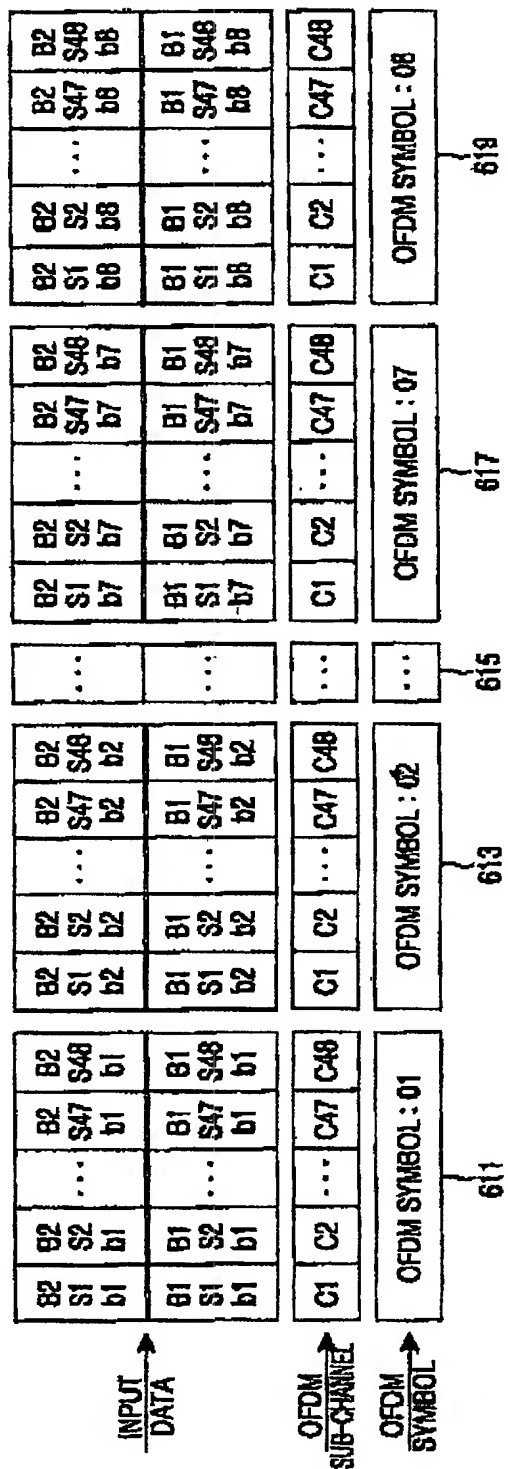 INPUT DATA
B2 S1 b1 | B2 S2 b1 | ... | B2 S47 b1 | B2 S48 b1 | B2 S1 b2 | B2 S2 b2 | ... | B2 S47 b2 | B2 S48 b2 | ... | B2 S1 b7 | B2 S2 b7 | ... | B2 S47 b7 | B2 S48 b7 | B2 S1 b8 | B2 S2 b8 | ... | B2 S47 b8 | B2 S48 b8
B1 S1 b1 | B1 S2 b1 | ... | B1 S47 b1 | B1 S48 b1 | B1 S1 b2 | B1 S2 b2 | ... | B1 S47 b2 | B1 S48 b2 | ... | B1 S1 b7 | B1 S2 b7 | ... | B1 S47 b7 | B1 S48 b7 | B1 S1 b8 | B1 S2 b8 | ... | B1 S47 b8 | B1 S48 b8
OFDM SUB-CHANNEL
C1 | C2 | ... | C47 | C48 | C1 | C2 | ... | C47 | C48 | ... | C1 | C2 | ... | C47 | C48 | C1 | C2 | ... | C47 | C48
OFDM SYMBOL
OFDM SYMBOL : 01 | OFDM SYMBOL : 02 | ... | OFDM SYMBOL : 07 | OFDM SYMBOL : 08
611 613 615 617 619